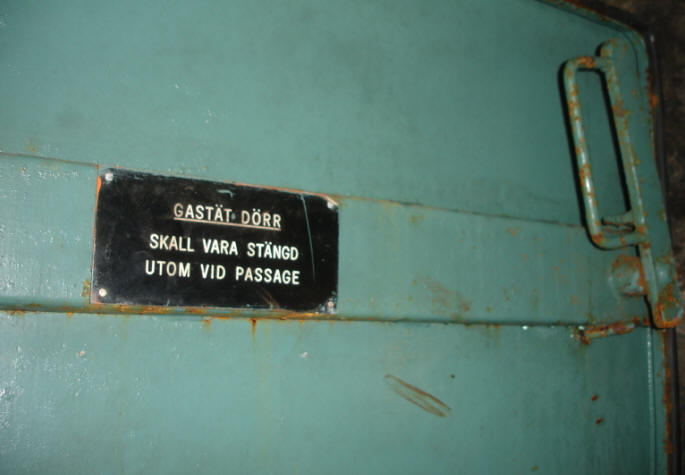 GASTÄT DÖRR
SKALL VARA STÄNGD
UTOM VID PASSAGE